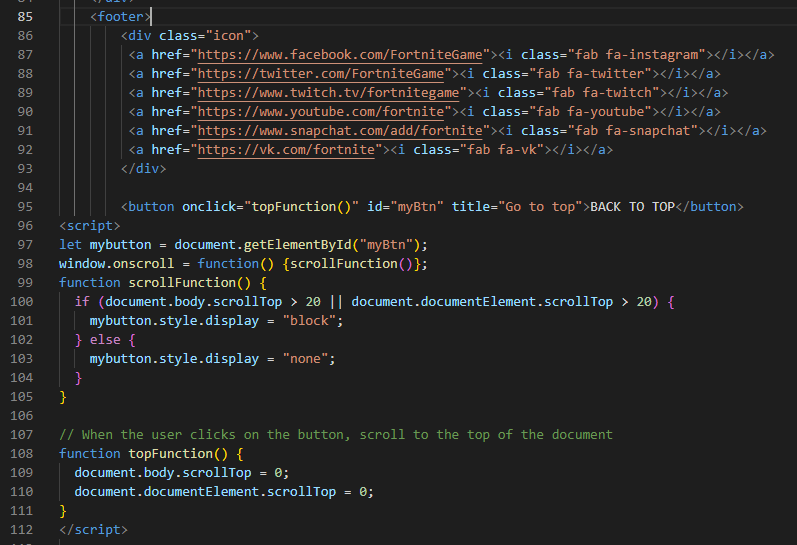 85 <footer>
86 <div class="icon">
87 <a href="https://www.facebook.com/FortniteGame"><i class="fab fa-instagram"></i></a>
88 <a href="https://twitter.com/FortniteGame"><i class="fab fa-twitter"></i></a>
89 <a href="https://www.twitch.tv/fortnitegame"><i class="fab fa-twitch"></i></a>
90 <a href="https://www.youtube.com/fortnite"><i class="fab fa-youtube"></i></a>
91 <a href="https://www.snapchat.com/add/fortnite"><i class="fab fa-snapchat"></i></a>
92 <a href="https://vk.com/fortnite"><i class="fab fa-vk"></i></a>
93 </div>
94
95 <button onclick="topFunction()" id="myBtn" title="Go to top">BACK TO TOP</button>
96 <script>
97 let mybutton = document.getElementById("myBtn");
98 window.onscroll = function() {scrollFunction()};
99 function scrollFunction() {
100 if (document.body.scrollTop > 20 || document.documentElement.scrollTop > 20) {
101 mybutton.style.display = "block";
102 } else {
103 mybutton.style.display = "none";
104 }
105 }
106
107 // When the user clicks on the button, scroll to the top of the document
108 function topFunction() {
109 document.body.scrollTop = 0;
110 document.documentElement.scrollTop = 0;
111 }
112 </script>